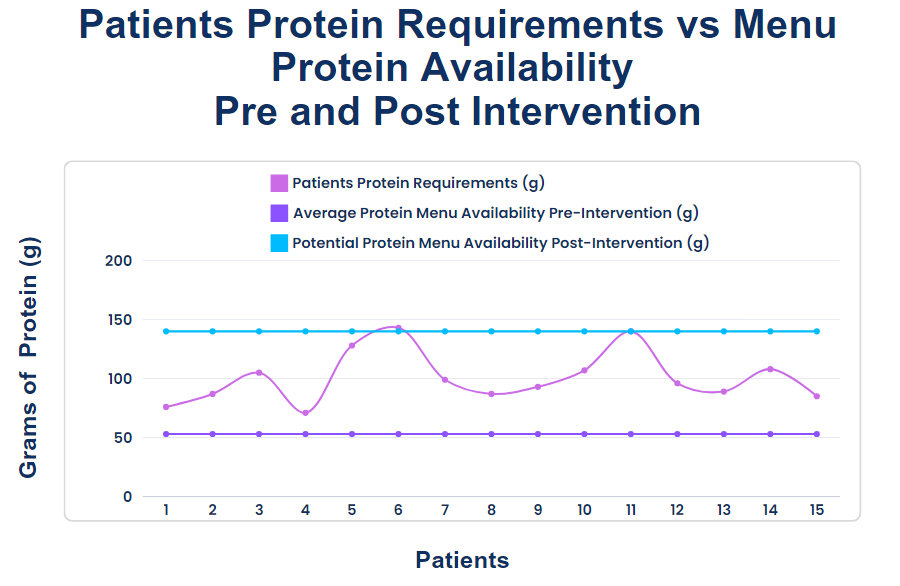 Patients Protein Requirements vs Menu
Protein Availability
Pre and Post Intervention
Patients Protein Requirements (g)
Average Protein Menu Availability Pre-Intervention (g)
Potential Protein Menu Availability Post-Intervention (g)
Grams of Protein (g)
200
150
100
50
0
1 2 3 4 5 6 7 8 9 10 11 12 13 14 15
Patients